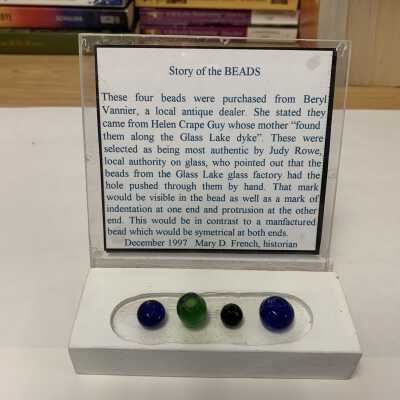 Story of the BEADS
These four beads were purchased from Beryl
Vannier, a local antique dealer. She stated they
came from Helen Crape Guy whose mother “found
them along the Glass Lake dyke”. These were
selected as being most authentic by Judy Rowe,
local authority on glass, who pointed out that the
beads from the Glass Lake glass factory had the
hole pushed through them by hand. That mark
would be visible in the bead as well as a mark of
indentation at one end and protrusion at the other
end. This would be in contrast to a manfactured
bead which would be symetrical at both ends.
December 1997 Mary D. French, historian